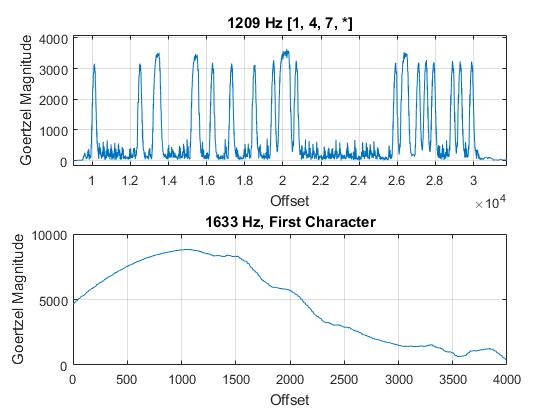 1209 Hz [1, 4, 7, *]
Goertzel Magnitude
4000
3000
2000
1000
0
1 1.2 1.4 1.6 1.8 2 2.2 2.4 2.6 2.8 3
Offset
×10^4
1633 Hz, First Character
Goertzel Magnitude
10000
5000
0
0 500 1000 1500 2000 2500 3000 3500 4000
Offset